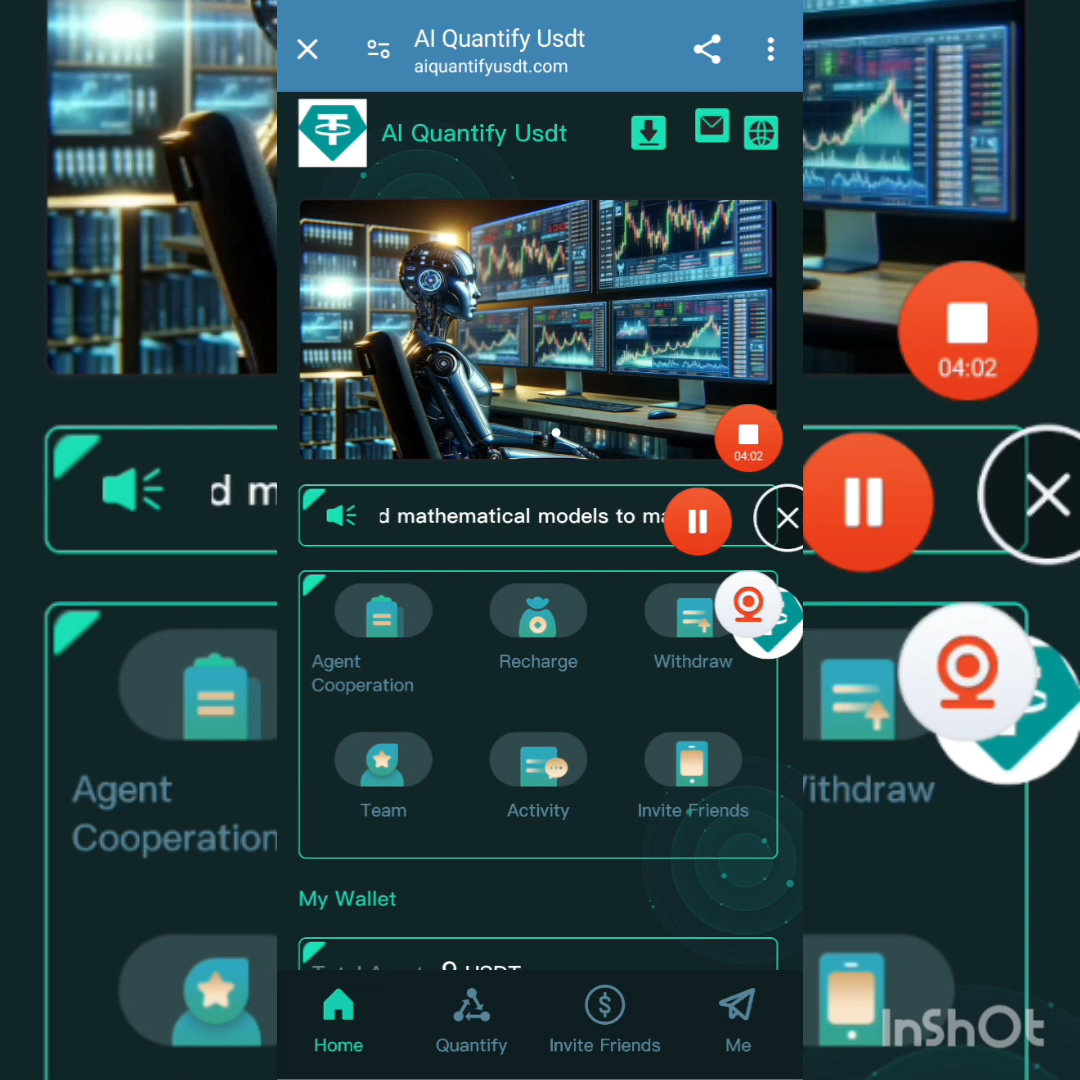 AI Quantify Usdt
aiquantifyusdt.com
AI Quantify Usdt
04:02
04:02
d m
d mathematical models to ma
Agent
Cooperation
Recharge
Withdraw
Team
Activity
Invite Friends
Agent
Cooperation
ithdraw
My Wallet
USDT
Home
Quantify
Invite Friends
Me
InShOt